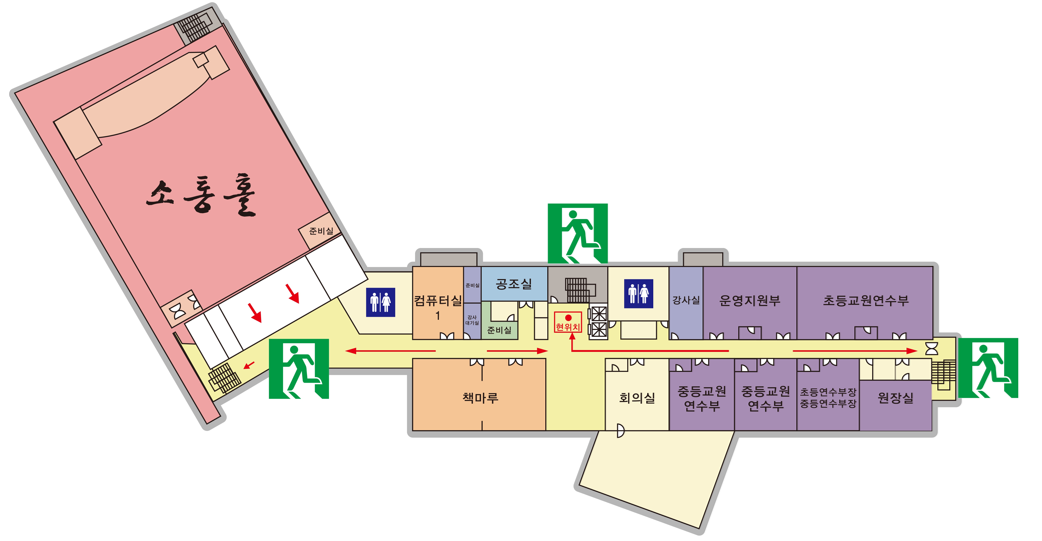 소통홀
준비실
컴퓨터실
1
준비실
강사
대기실
공조실
준비실
현위치
강사실
운영지원부
초등교원연수부
책마루
회의실
중등교원
연수부
중등교원
연수부
초등연수부장
중등연수부장
원장실